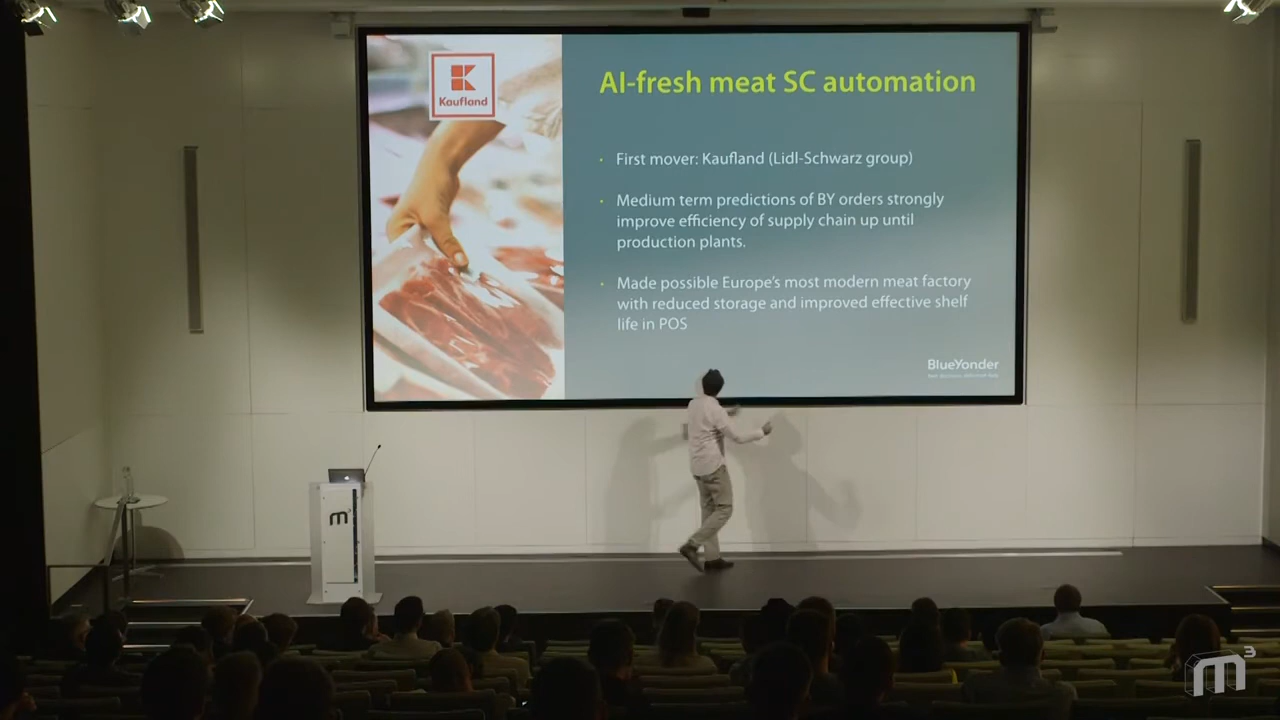 Kaufland
AI-fresh meat SC automation
• First mover: Kaufland (Lidl-Schwarz group)
• Medium term predictions of BY orders strongly
improve efficiency of supply chain up until
production plants.
• Made possible Europe's most modern meat factory
with reduced storage and improved effective shelf
life in POS
BlueYonder
m³
m³